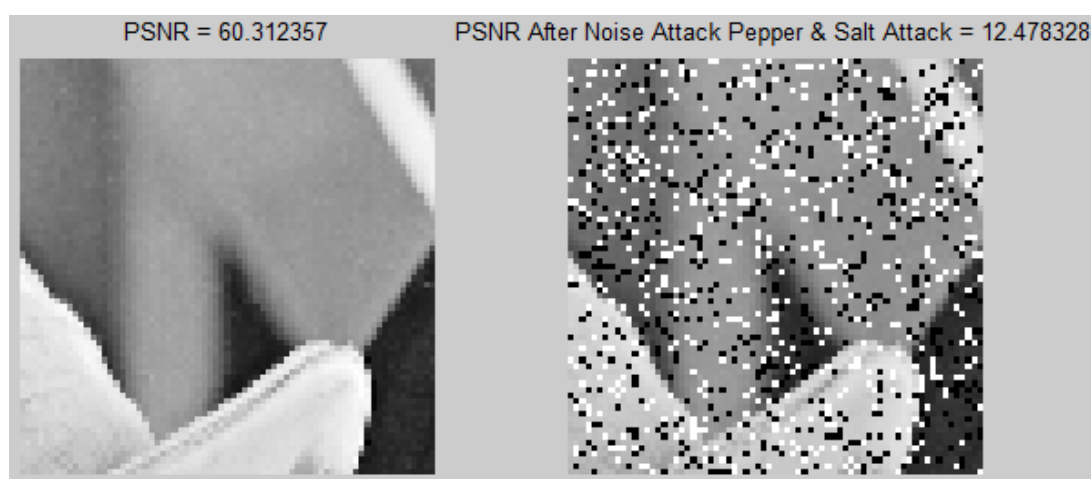 PSNR = 60.312357
PSNR After Noise Attack Pepper & Salt Attack = 12.478328